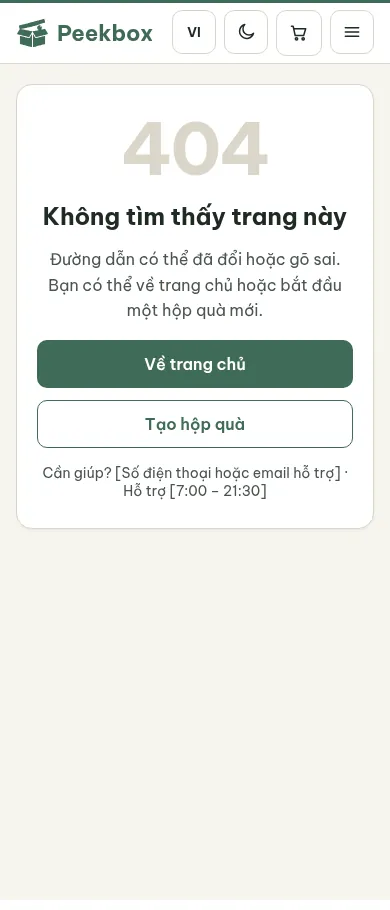 Peekbox
VI
404
Không tìm thấy trang này
Đường dẫn có thể đã đổi hoặc gõ sai.
Bạn có thể về trang chủ hoặc bắt đầu
một hộp quà mới.
Về trang chủ
Tạo hộp quà
Cần giúp? [Số điện thoại hoặc email hỗ trợ] ·
Hỗ trợ [7:00 – 21:30]